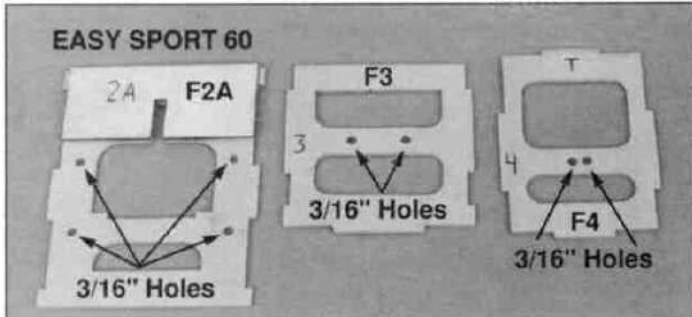 EASY SPORT 60
2A F2A
3/16" Holes
F3
3
3/16" Holes
T
4
F4
3/16" Holes